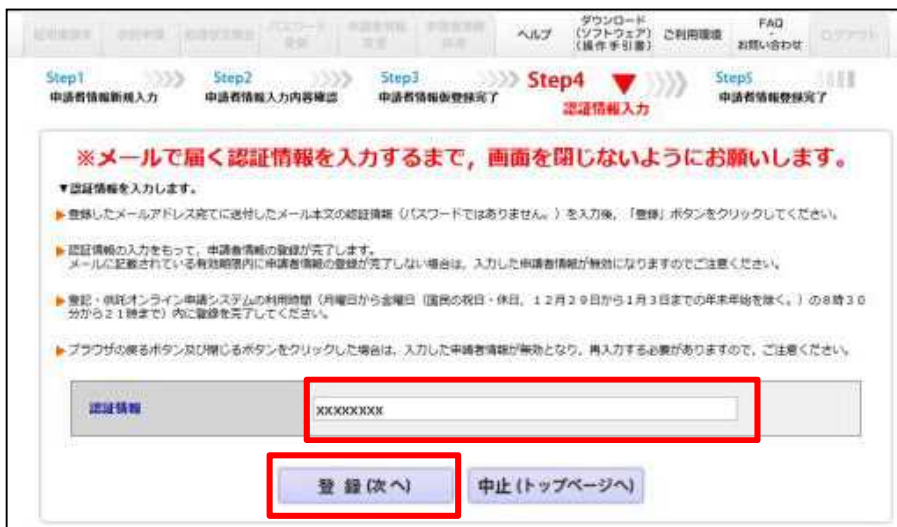 ヘルプ
ダウンロード
(ソフトウェア)
(操作手引書)
ご利用環境
FAQ
・
お問い合わせ
ログアウト
Step1
申請者情報新規入力
Step2
申請者情報入力内容確認
Step3
申請者情報仮登録完了
Step4
認証情報入力
Step5
申請者情報登録完了
※メールで届く認証情報を入力するまで,画面を閉じないようにお願いします。
▼認証情報を入力します。
登録したメールアドレス宛てに送付したメール本文の認証情報(パスワードではありません。)を入力後,「登録」ボタンをクリックしてください。
認証情報の入力をもって,申請者情報の登録が完了します。
メールに記載されている有効期限内に申請者情報の登録が完了しない場合は,入力した申請者情報が無効になりますのでご注意ください。
登記・供託オンライン申請システムの利用時間(月曜日から金曜日(国民の祝日・休日,12月29日から1月3日までの年末年始を除く。)の8時30
分から21時まで)内に登録を完了してください。
ブラウザの戻るボタン及び閉じるボタンをクリックした場合は,入力した申請者情報が無効となり,再入力する必要がありますので,ご注意ください。
認証情報
xxxxxxxx
登 録(次へ)
中止(トップページへ)